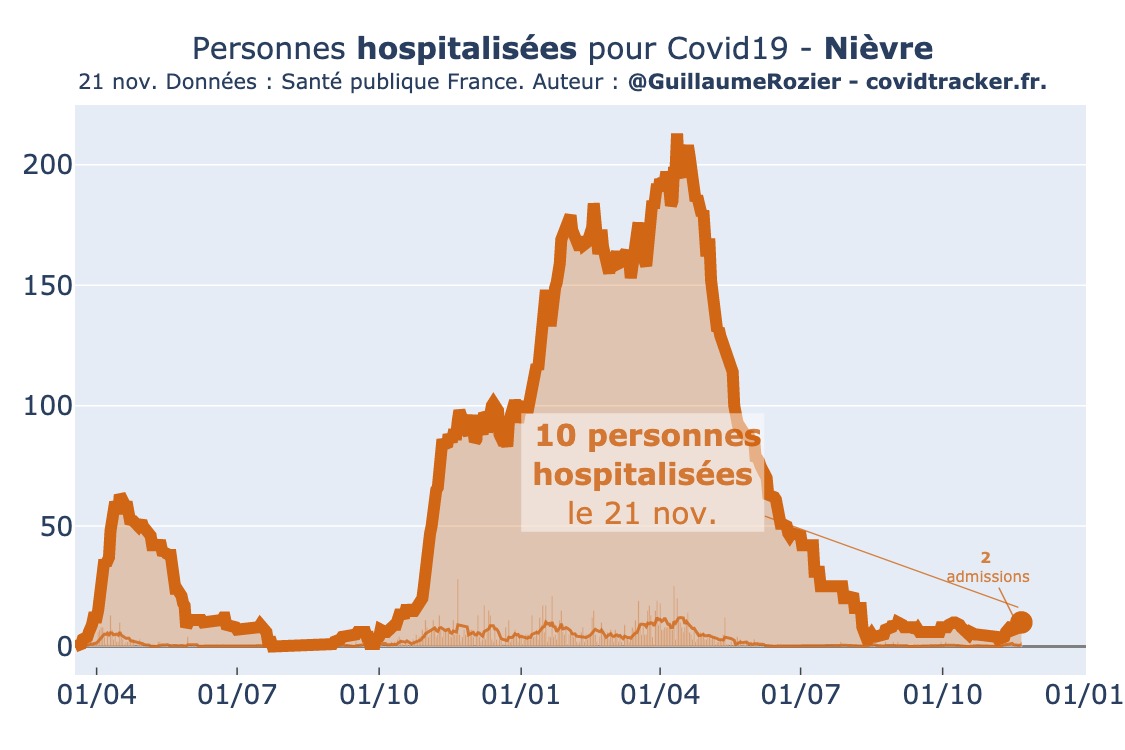 Personnes hospitalisées pour Covid19 - Nièvre
21 nov. Données : Santé publique France. Auteur : @GuillaumeRozier - covidtracker.fr.
200
150
100
50
0
10 personnes
hospitalisées
le 21 nov.
2
admissions
01/04 01/07 01/10 01/01 01/04 01/07 01/10 01/01